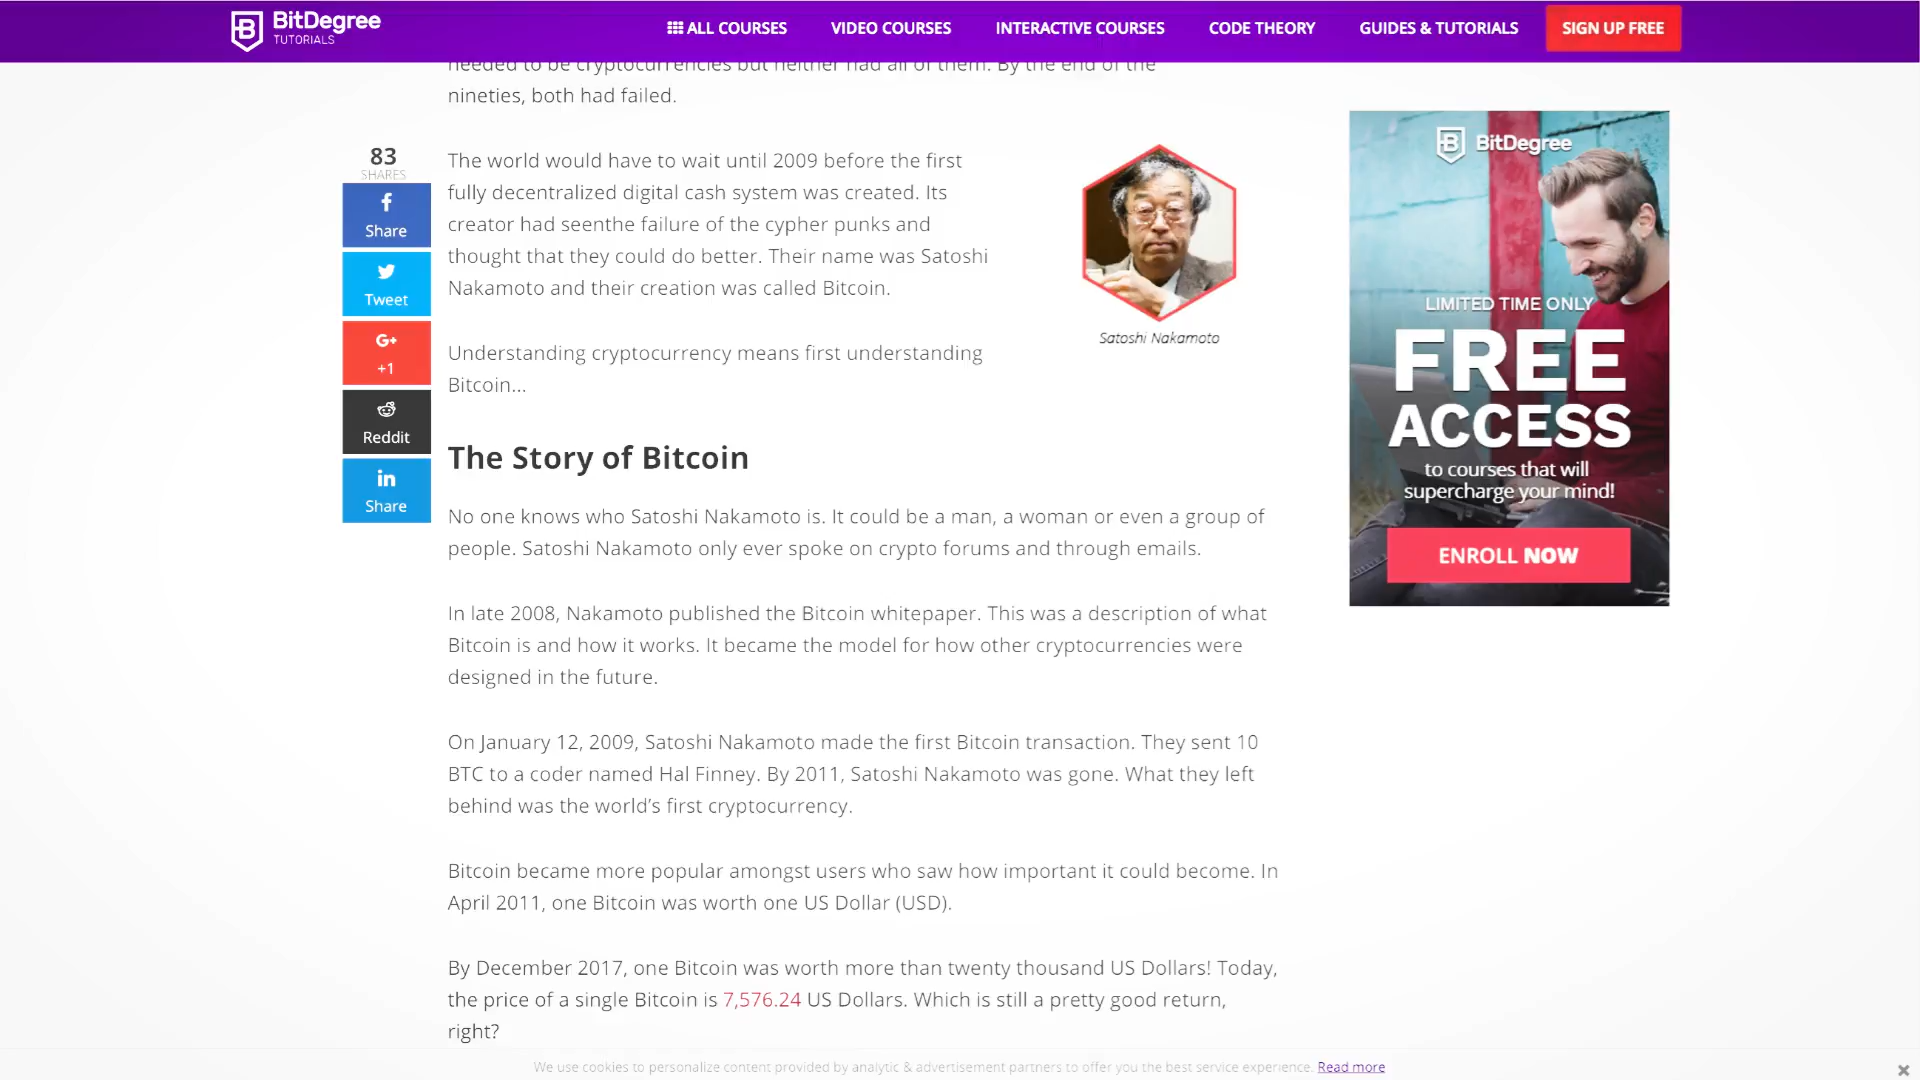 BitDegree
TUTORIALS
ALL COURSES
VIDEO COURSES
INTERACTIVE COURSES
CODE THEORY
GUIDES & TUTORIALS
SIGN UP FREE
needed to be cryptocurrencies but neither had all of them. By the end of the
nineties, both had failed.
83
SHARES
Share
Tweet
G+
+1
Reddit
in
Share
The world would have to wait until 2009 before the first
fully decentralized digital cash system was created. Its
creator had seenthe failure of the cypher punks and
thought that they could do better. Their name was Satoshi
Nakamoto and their creation was called Bitcoin.
Satoshi Nakamoto
Understanding cryptocurrency means first understanding
Bitcoin...
The Story of Bitcoin
No one knows who Satoshi Nakamoto is. It could be a man, a woman or even a group of
people. Satoshi Nakamoto only ever spoke on crypto forums and through emails.
In late 2008, Nakamoto published the Bitcoin whitepaper. This was a description of what
Bitcoin is and how it works. It became the model for how other cryptocurrencies were
designed in the future.
On January 12, 2009, Satoshi Nakamoto made the first Bitcoin transaction. They sent 10
BTC to a coder named Hal Finney. By 2011, Satoshi Nakamoto was gone. What they left
behind was the world’s first cryptocurrency.
Bitcoin became more popular amongst users who saw how important it could become. In
April 2011, one Bitcoin was worth one US Dollar (USD).
By December 2017, one Bitcoin was worth more than twenty thousand US Dollars! Today,
the price of a single Bitcoin is 7,576.24 US Dollars. Which is still a pretty good return,
right?
BitDegree
LIMITED TIME ONLY
FREE
ACCESS
to courses that will
supercharge your mind!
ENROLL NOW
We use cookies to personalize content provided by analytic & advertisement partners to offer you the best service experience. Read more